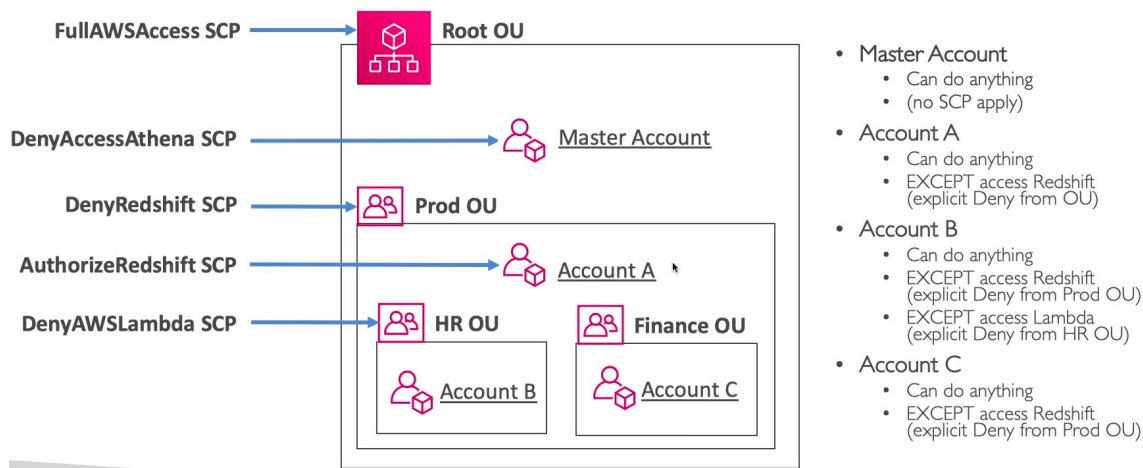 FullAWSAccess SCP
Root OU
DenyAccessAthena SCP
Master Account
DenyRedshift SCP
Prod OU
AuthorizeRedshift SCP
Account A
DenyAWSLambda SCP
HR OU
Finance OU
Account B
Account C
• Master Account
• Can do anything
• (no SCP apply)
• Account A
• Can do anything
• EXCEPT access Redshift
(explicit Deny from OU)
• Account B
• Can do anything
• EXCEPT access Redshift
(explicit Deny from Prod OU)
• EXCEPT access Lambda
(explicit Deny from HR OU)
• Account C
• Can do anything
• EXCEPT access Redshift
(explicit Deny from Prod OU)